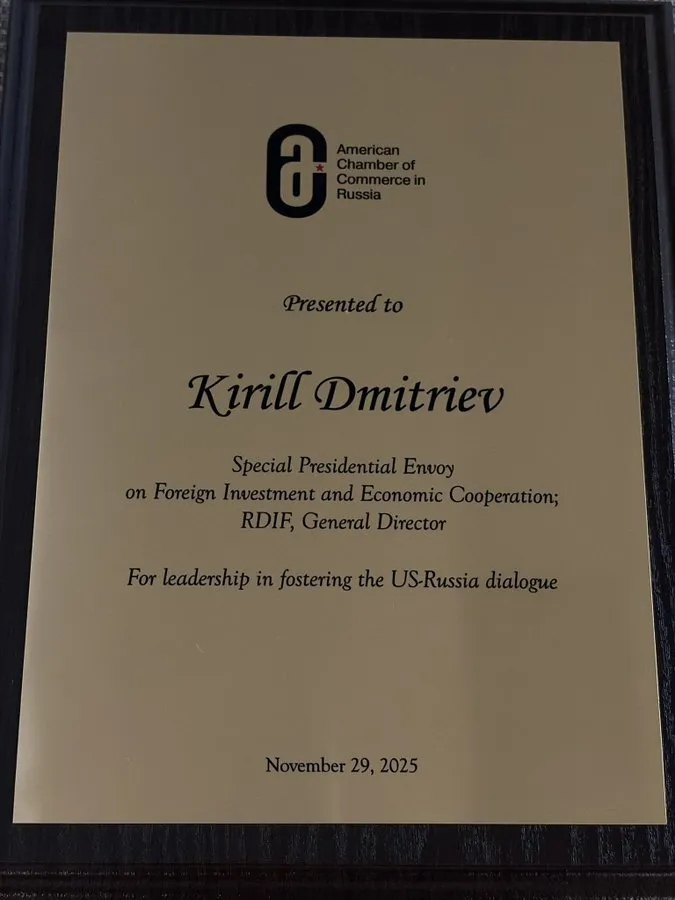 American
Chamber of
Commerce in
Russia
Presented to
Kirill Dmitriev
Special Presidential Envoy
on Foreign Investment and Economic Cooperation;
RDIF, General Director
For leadership in fostering the US-Russia dialogue
November 29, 2025